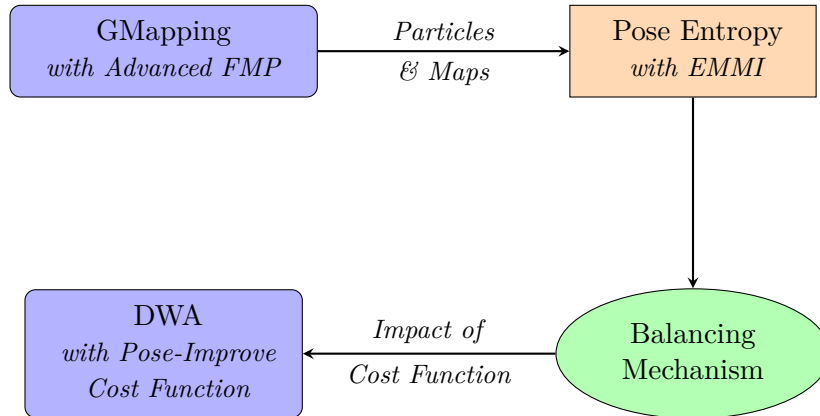 GMapping
with Advanced FMP
Particles
& Maps
Pose Entropy
with EMMI
DWA
with Pose-Improve
Cost Function
Impact of
Cost Function
Balancing
Mechanism